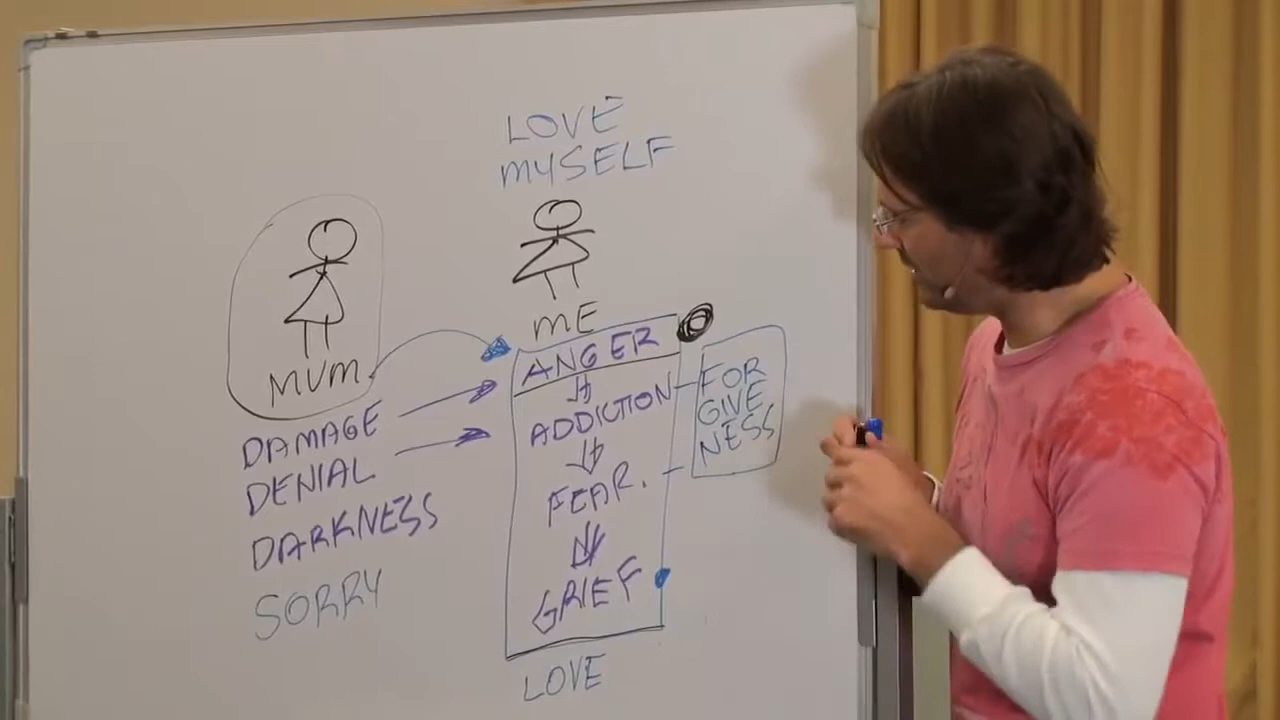 LOVE
MYSELF
MUM
ME
DAMAGE
DENIAL
DARKNESS
SORRY
ANGER
ADDICTION
FEAR.
GRIEF
LOVE
FOR
GIVE
NESS